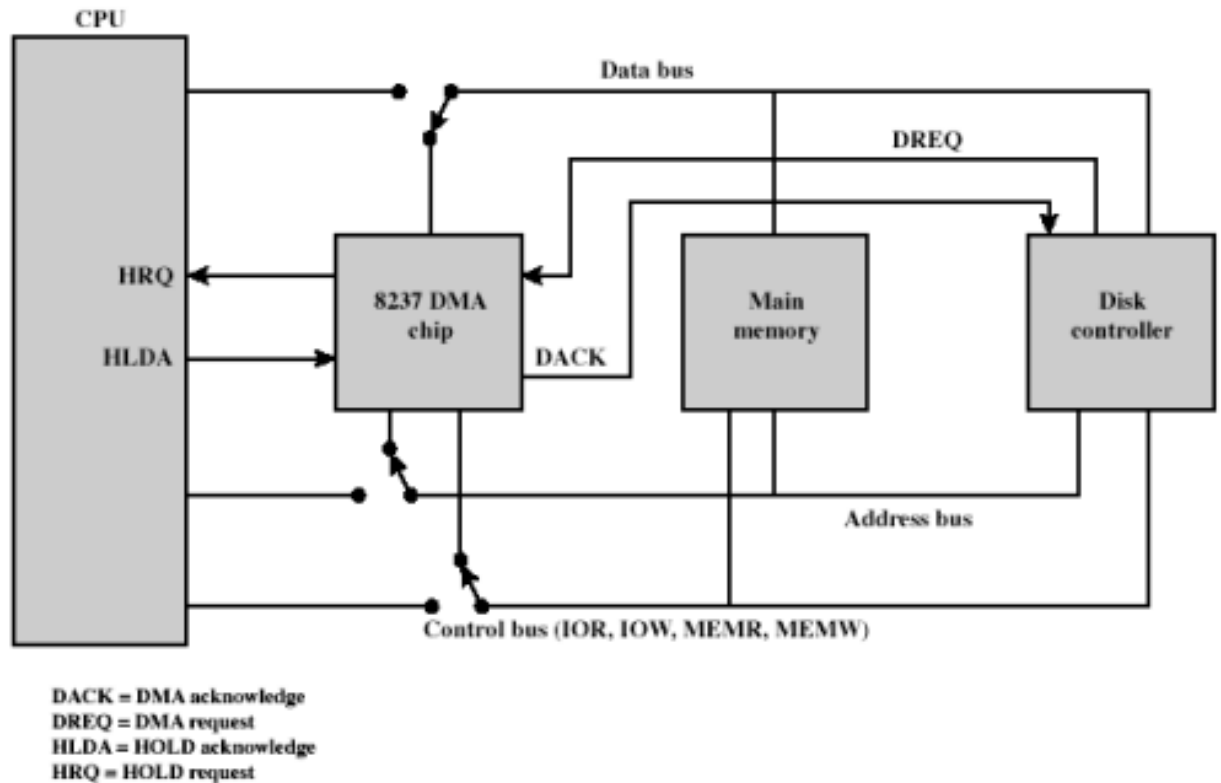 CPU
Data bus
DREQ
HRQ
8237 DMA
chip
Main
memory
Disk
controller
HLDA
DACK
Address bus
Control bus (IOR, IOW, MEMR, MEMW)
DACK = DMA acknowledge
DREQ = DMA request
HLDA = HOLD acknowledge
HRQ = HOLD request